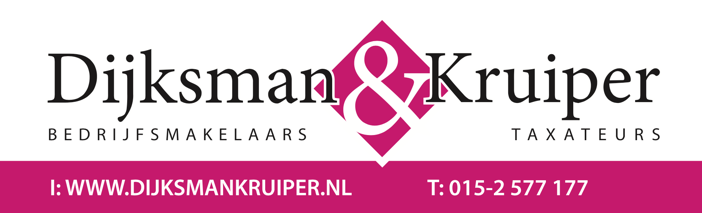 Dijksman & Kruiper
BEDRIJFSMAKELAARS TAXATEURS
I: WWW.DIJKSMANKRUIPER.NL T: 015-2 577 177